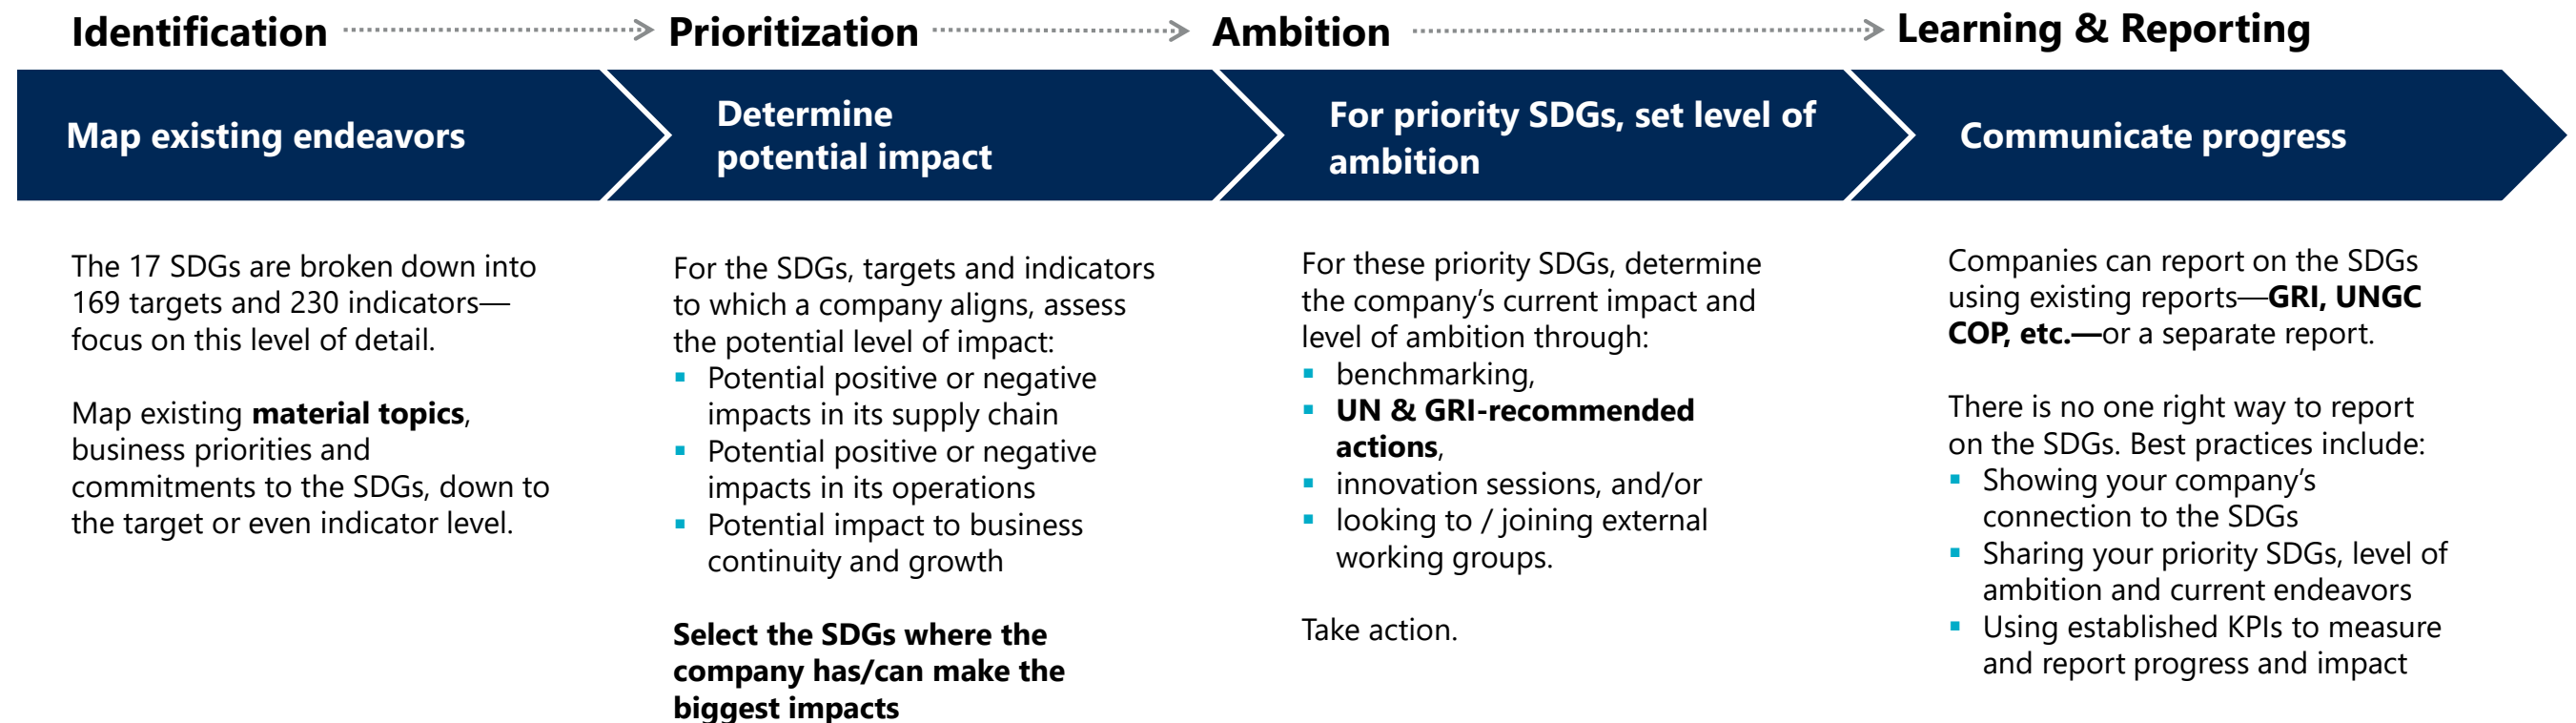 Identification
Prioritization
Ambition
Learning & Reporting
Map existing endeavors
Determine
potential impact
For priority SDGs, set level of
ambition
Communicate progress
The 17 SDGs are broken down into
169 targets and 230 indicators—
focus on this level of detail.
Map existing material topics,
business priorities and
commitments to the SDGs, down to
the target or even indicator level.
For the SDGs, targets and indicators
to which a company aligns, assess
the potential level of impact:
▪ Potential positive or negative
impacts in its supply chain
▪ Potential positive or negative
impacts in its operations
▪ Potential impact to business
continuity and growth
Select the SDGs where the
company has/can make the
biggest impacts
For these priority SDGs, determine
the company's current impact and
level of ambition through:
▪ benchmarking,
▪ UN & GRI-recommended
actions,
▪ innovation sessions, and/or
▪ looking to / joining external
working groups.
Take action.
Companies can report on the SDGs
using existing reports—GRI, UNGC
COP, etc.—or a separate report.
There is no one right way to report
on the SDGs. Best practices include:
▪ Showing your company's
connection to the SDGs
▪ Sharing your priority SDGs, level of
ambition and current endeavors
▪ Using established KPIs to measure
and report progress and impact